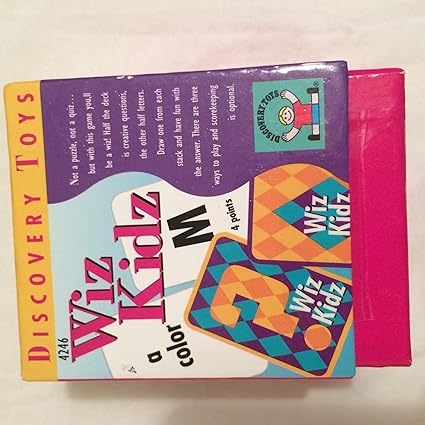 DISCOVERY TOYS
4246
Wiz
Kidz
Not a puzzle, not a quiz...
but with this game you'll
be a wiz! Half the deck
is creative questions,
the other half letters.
Draw one from each
stack and have fun with
the answer. There are three
ways to play and scorekeeping
is optional.
DISCOVERY TOYS
®
a
color
4
M
4 points
?
Wiz
Kidz
Wiz
Kidz